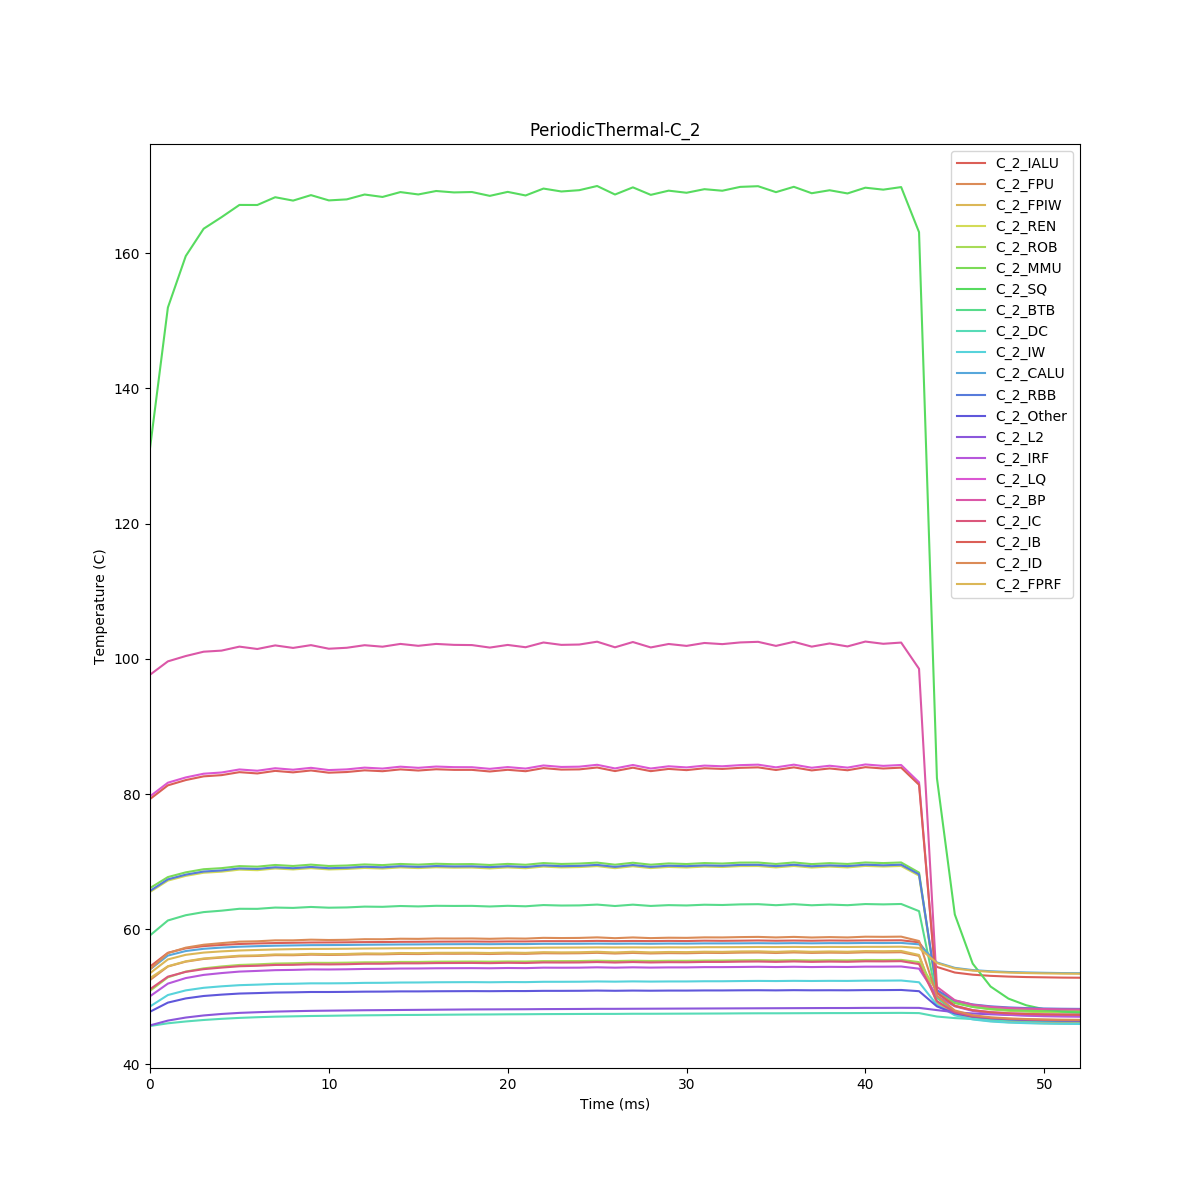 PeriodicThermal-C_2
Temperature (C)
160
140
120
100
80
60
40
0
10
20
30
40
50
Time (ms)
C_2_IALU
C_2_FPU
C_2_FPIW
C_2_REN
C_2_ROB
C_2_MMU
C_2_SQ
C_2_BTB
C_2_DC
C_2_IW
C_2_CALU
C_2_RBB
C_2_Other
C_2_L2
C_2_IRF
C_2_LQ
C_2_BP
C_2_IC
C_2_IB
C_2_ID
C_2_FPRF